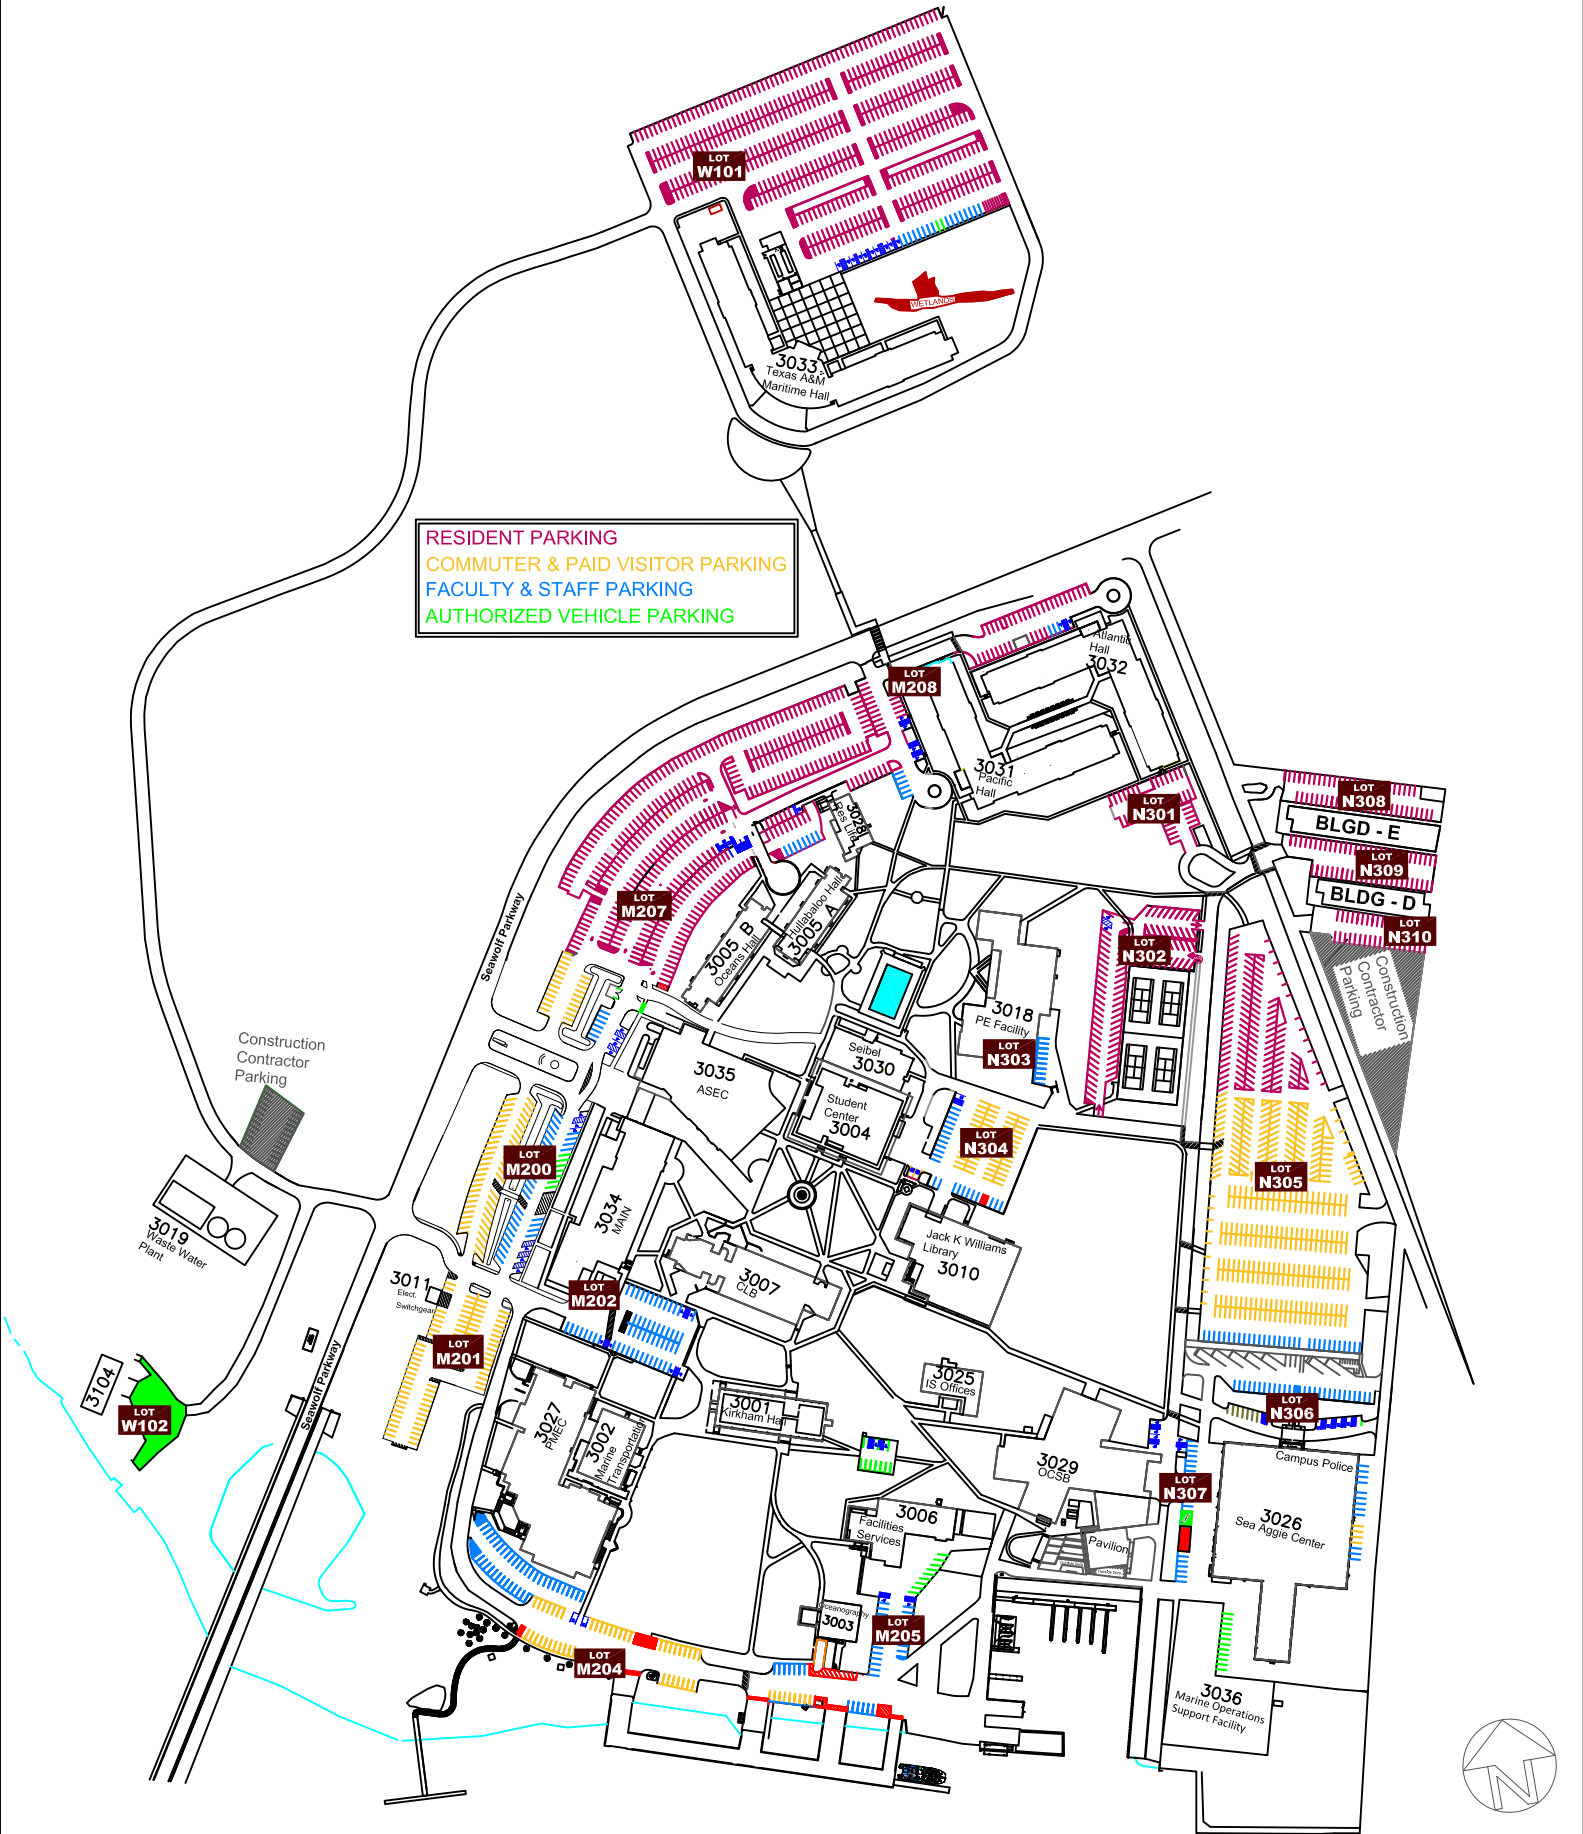 LOT
W101
WETLANDS
3033
Texas A&M
Maritime Hall
RESIDENT PARKING
COMMUTER & PAID VISITOR PARKING
FACULTY & STAFF PARKING
AUTHORIZED VEHICLE PARKING
Atlantic
Hall
3032
LOT
M208
3031
Pacific
Hall
LOT
N301
LOT
N308
BLGD - E
LOT
N309
BLDG - D
LOT
N310
Construction
Contractor
Parking
3028
Res Life
LOT
M207
Hullabaloo Hall
3005 A
3005 B
Oceans Hall
Seawolf Parkway
LOT
N302
3018
PE Facility
LOT
N303
Seibel
3030
Student
Center
3004
3035
ASEC
Construction
Contractor
Parking
LOT
N304
LOT
M200
LOT
N305
3034
MAIN
3019
Waste Water
Plant
Jack K Williams
Library
3010
3011
Elect.
Switchgear
3007
CLB
LOT
M202
LOT
M201
Seawolf Parkway
3104
LOT
W102
3025
IS Offices
3001
Kirkham Hall
LOT
N306
3027
PMEC
3002
Marine
Transportation
Campus Police
3029
OCSB
LOT
N307
3006
Facilities
Services
3026
Sea Aggie Center
Pavilion
Oceanography
3003
LOT
M205
LOT
M204
3036
Marine Operations
Support Facility
N